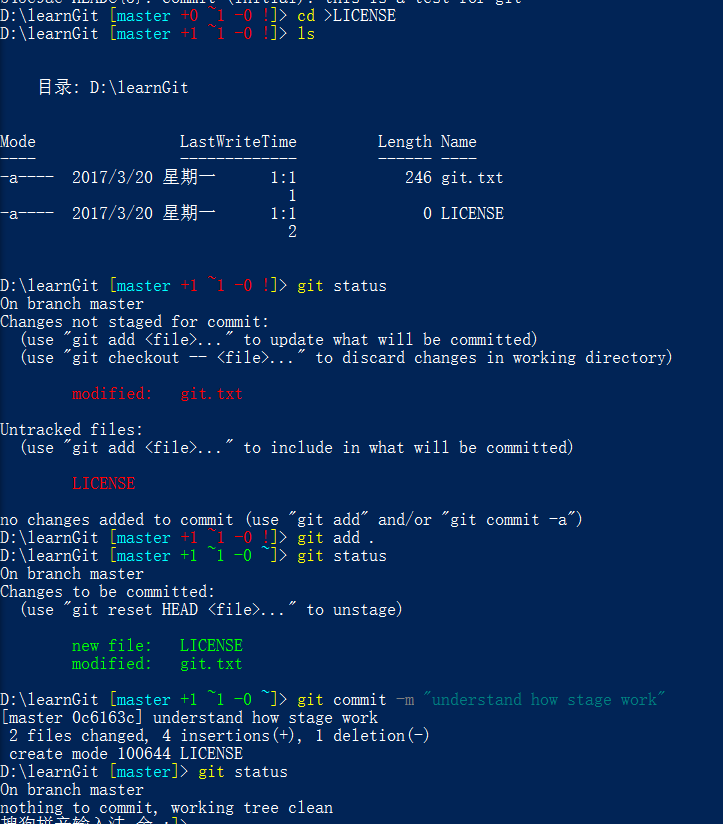 D:\learnGit [master +0 ~1 -0 !]> cd >LICENSE
D:\learnGit [master +1 ~1 -0 !]> ls
目录: D:\learnGit
Mode                LastWriteTime         Length Name
----                -------------         ------ ----
-a----  2017/3/20 星期一      1:1            246 git.txt
1
-a----  2017/3/20 星期一      1:1              0 LICENSE
2
D:\learnGit [master +1 ~1 -0 !]> git status
On branch master
Changes not staged for commit:
  (use "git add <file>..." to update what will be committed)
  (use "git checkout -- <file>..." to discard changes in working directory)
        modified:   git.txt
Untracked files:
  (use "git add <file>..." to include in what will be committed)
        LICENSE
no changes added to commit (use "git add" and/or "git commit -a")
D:\learnGit [master +1 ~1 -0 !]> git add .
D:\learnGit [master +1 ~1 -0 ~]> git status
On branch master
Changes to be committed:
  (use "git reset HEAD <file>..." to unstage)
        new file:   LICENSE
        modified:   git.txt
D:\learnGit [master +1 ~1 -0 ~]> git commit -m "understand how stage work"
[master 0c6163c] understand how stage work
 2 files changed, 4 insertions(+), 1 deletion(-)
 create mode 100644 LICENSE
D:\learnGit [master]> git status
On branch master
nothing to commit, working tree clean